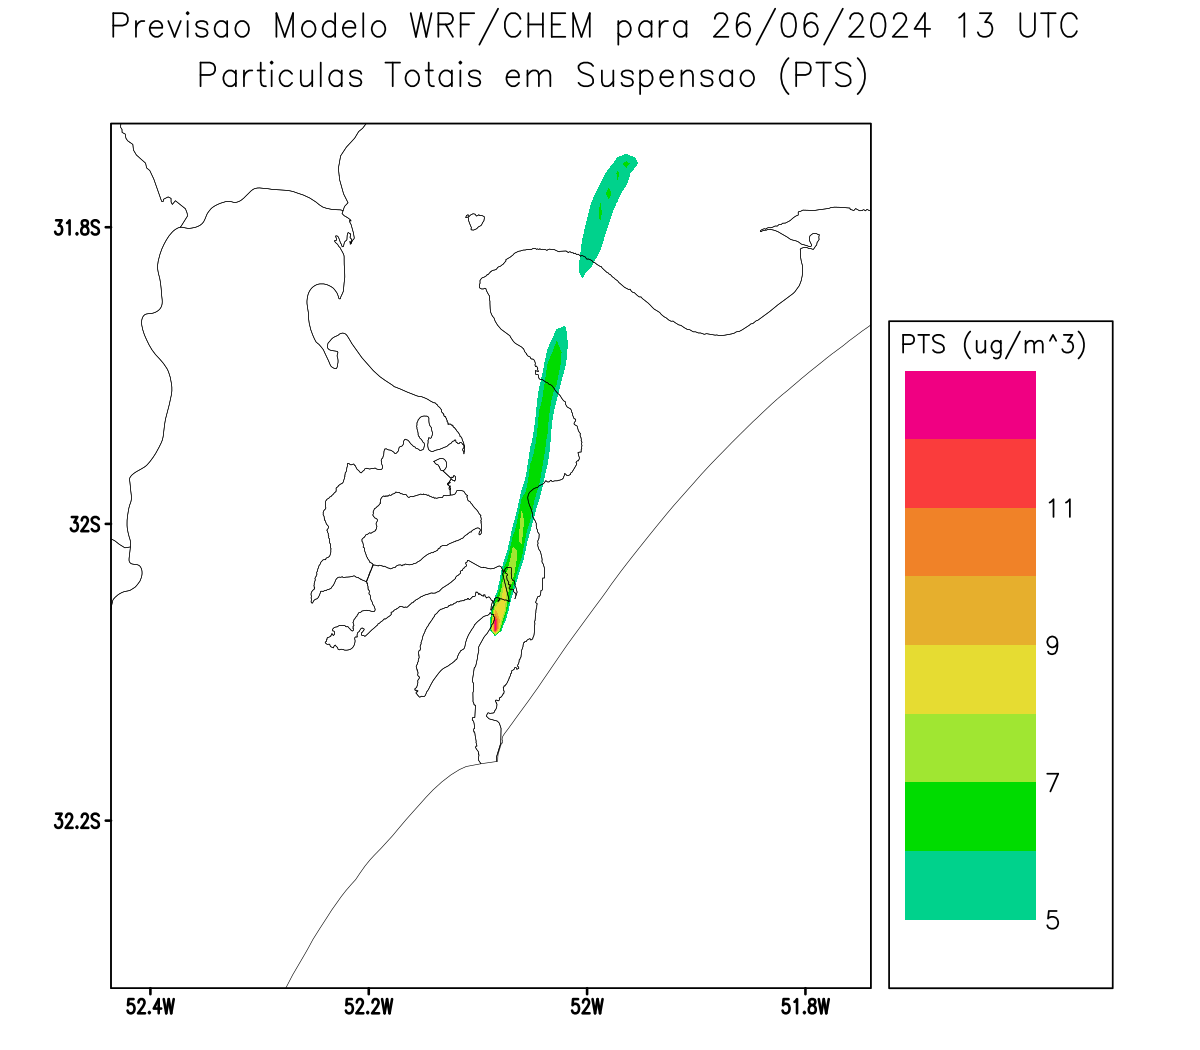 Previsao Modelo WRF/CHEM para 26/06/2024 13 UTC
Particulas Totais em Suspensao (PTS)
31.8S
32S
32.2S
52.4W
52.2W
52W
51.8W
PTS (ug/m^3)
11
9
7
5